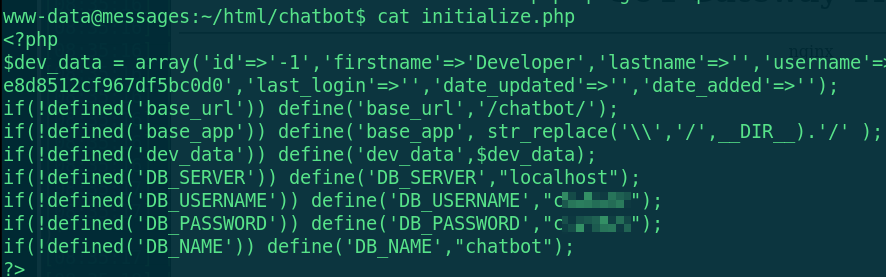 www-data@messages:~/html/chatbot$ cat initialize.php
<?php
$dev_data = array('id'=>'-1','firstname'=>'Developer','lastname'=>'','username'=>
e8d8512cf967df5bc0d0','last_login'=>'','date_updated'=>'','date_added'=>'');
if(!defined('base_url')) define('base_url','/chatbot/');
if(!defined('base_app')) define('base_app', str_replace('\\','/',__DIR__).'/' );
if(!defined('dev_data')) define('dev_data',$dev_data);
if(!defined('DB_SERVER')) define('DB_SERVER',"localhost");
if(!defined('DB_USERNAME')) define('DB_USERNAME',"c");
if(!defined('DB_PASSWORD')) define('DB_PASSWORD',"c");
if(!defined('DB_NAME')) define('DB_NAME',"chatbot");
?>
nginx